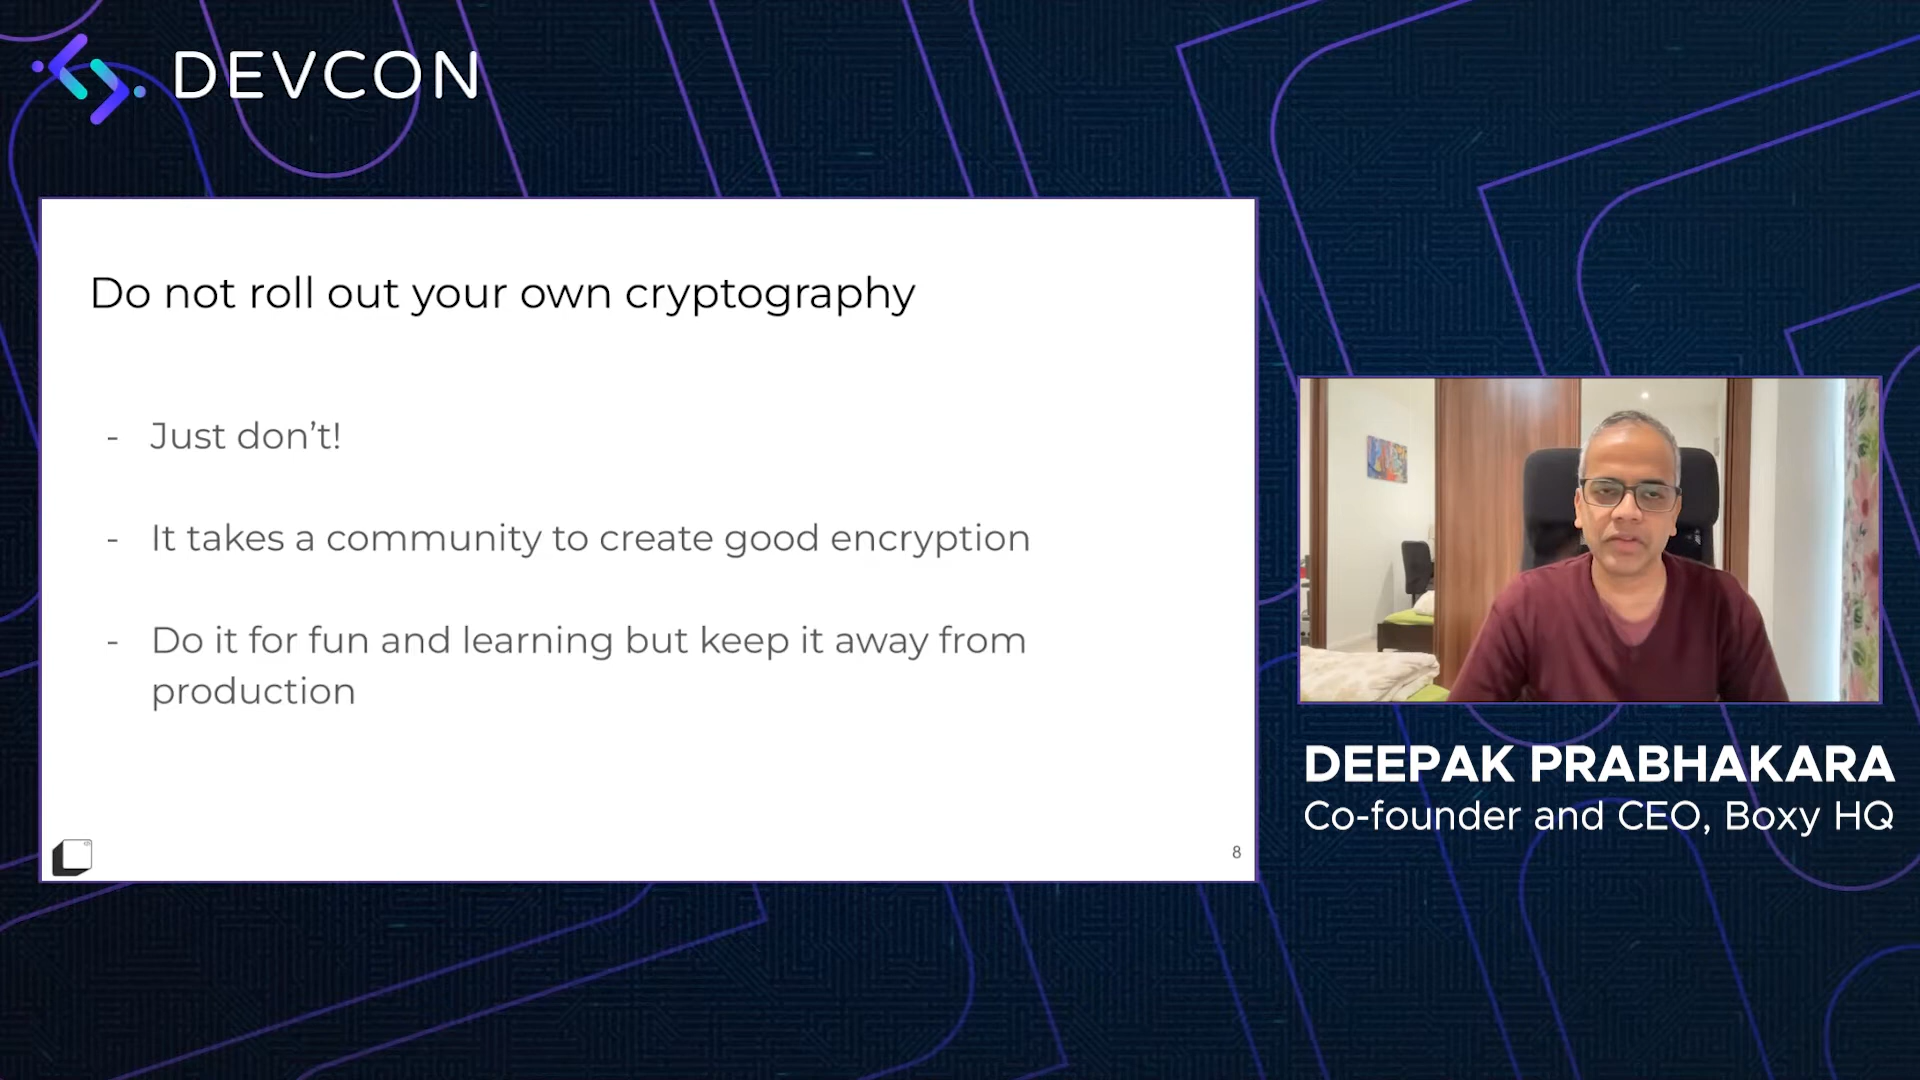 DEVCON
Do not roll out your own cryptography
- Just don’t!
- It takes a community to create good encryption
- Do it for fun and learning but keep it away from
production
8
DEEPAK PRABHAKARA
Co-founder and CEO, Boxy HQ